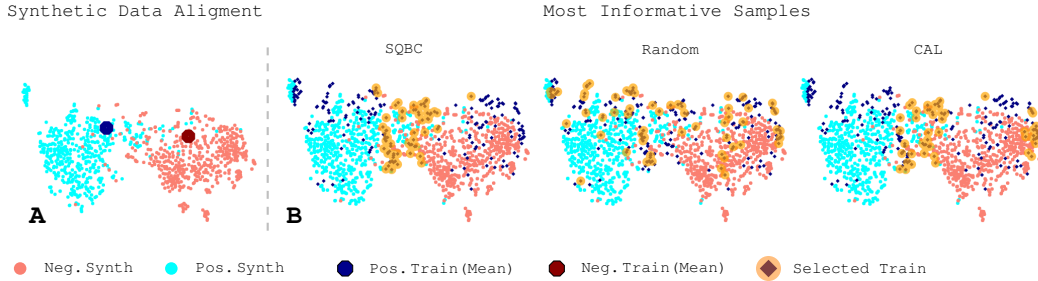 Synthetic Data Aligment
Most Informative Samples
SQBC
Random
CAL
A
B
Neg.Synth
Pos.Synth
Pos.Train(Mean)
Neg.Train(Mean)
Selected Train